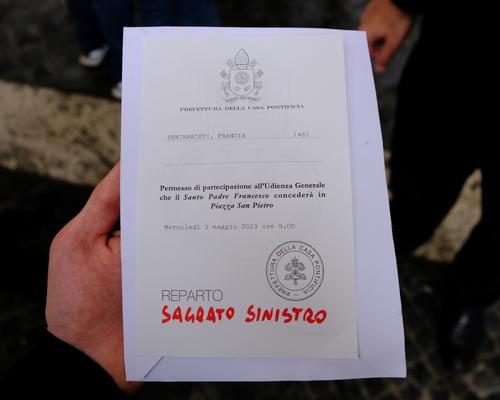 PREFETTURA DELLA CASA PONTIFICIA
SEMINARISTI, FRANCIA (46)
Permesso di partecipazione all'Udienza Generale
che il Santo Padre Francesco concederà in
Piazza San Pietro
Mercoledì 3 maggio 2023 ore 9,00
PREFETTURA DELLA CASA PONTIFICIA
REPARTO
SAGRATO SINISTRO